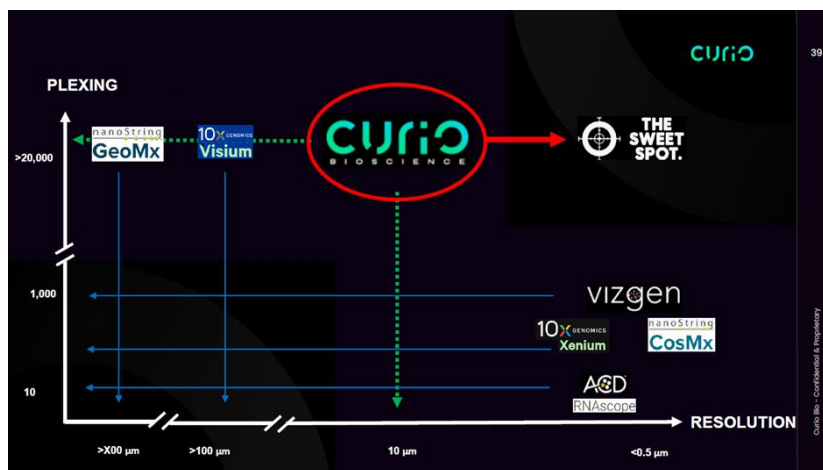 CURIO
39
PLEXING
nanoString
GeoMx
10X GENOMICS
Visium
CURIO
BIOSCIENCE
THE
SWEET
SPOT.
>20,000
1,000
VIZGEN
10X GENOMICS
Xenium
nanoString
CosMx
10
ACD
RNAscope
RESOLUTION
>X00 µm
>100 µm
10 µm
<0.5 µm
Curio Bio - Confidential & Proprietary